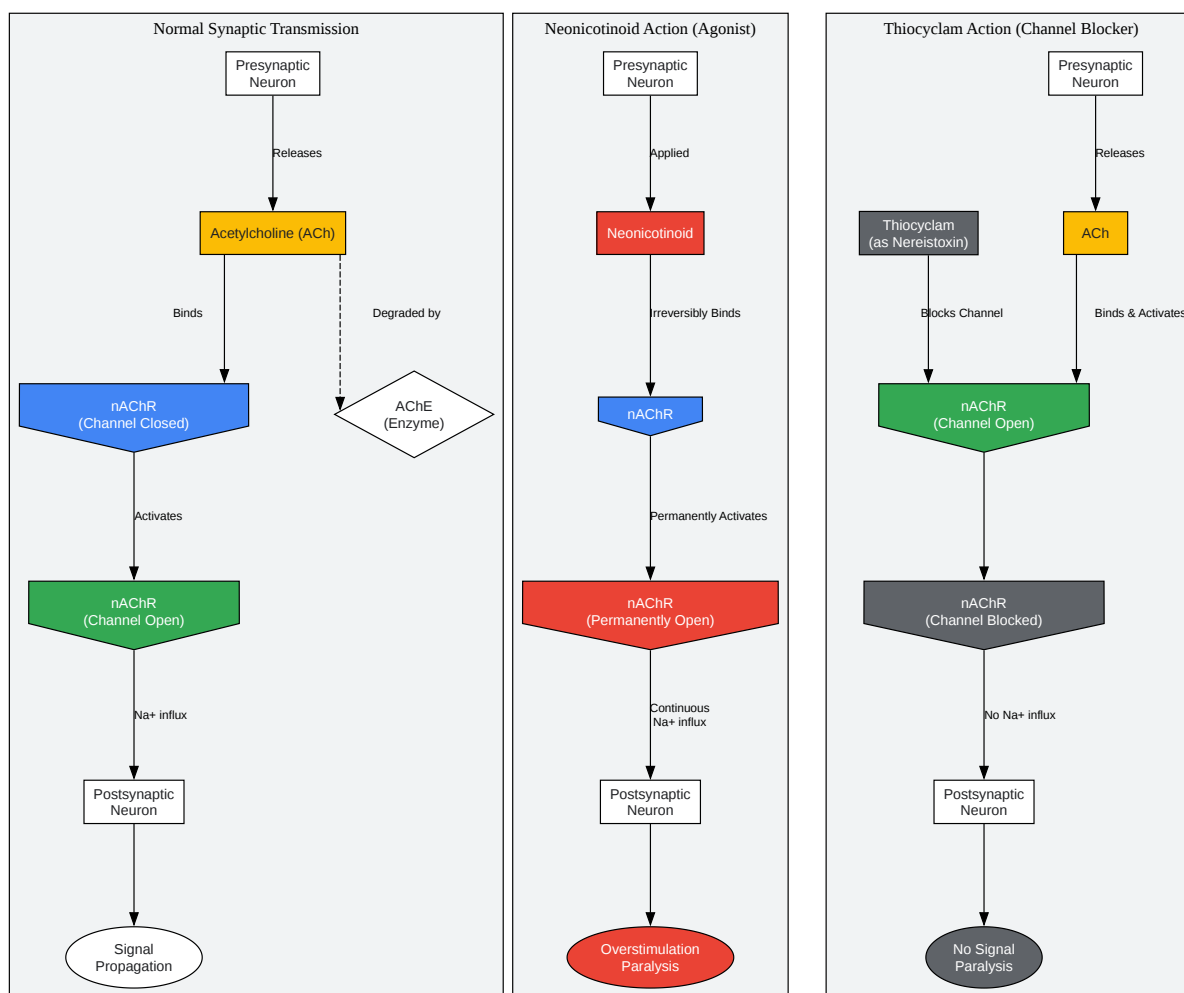 Normal Synaptic Transmission
Presynaptic
Neuron
Releases
Acetylcholine (ACh)
Binds
Degraded by
nAChR
(Channel Closed)
AChE
(Enzyme)
Activates
nAChR
(Channel Open)
Na+ influx
Postsynaptic
Neuron
Signal
Propagation
Neonicotinoid Action (Agonist)
Presynaptic
Neuron
Applied
Neonicotinoid
Irreversibly Binds
nAChR
Permanently Activates
nAChR
(Permanently Open)
Continuous
Na+ influx
Postsynaptic
Neuron
Overstimulation
Paralysis
Thiocyclam Action (Channel Blocker)
Presynaptic
Neuron
Releases
Thiocyclam
(as Nereistoxin)
ACh
Blocks Channel
Binds & Activates
nAChR
(Channel Open)
nAChR
(Channel Blocked)
No Na+ influx
Postsynaptic
Neuron
No Signal
Paralysis